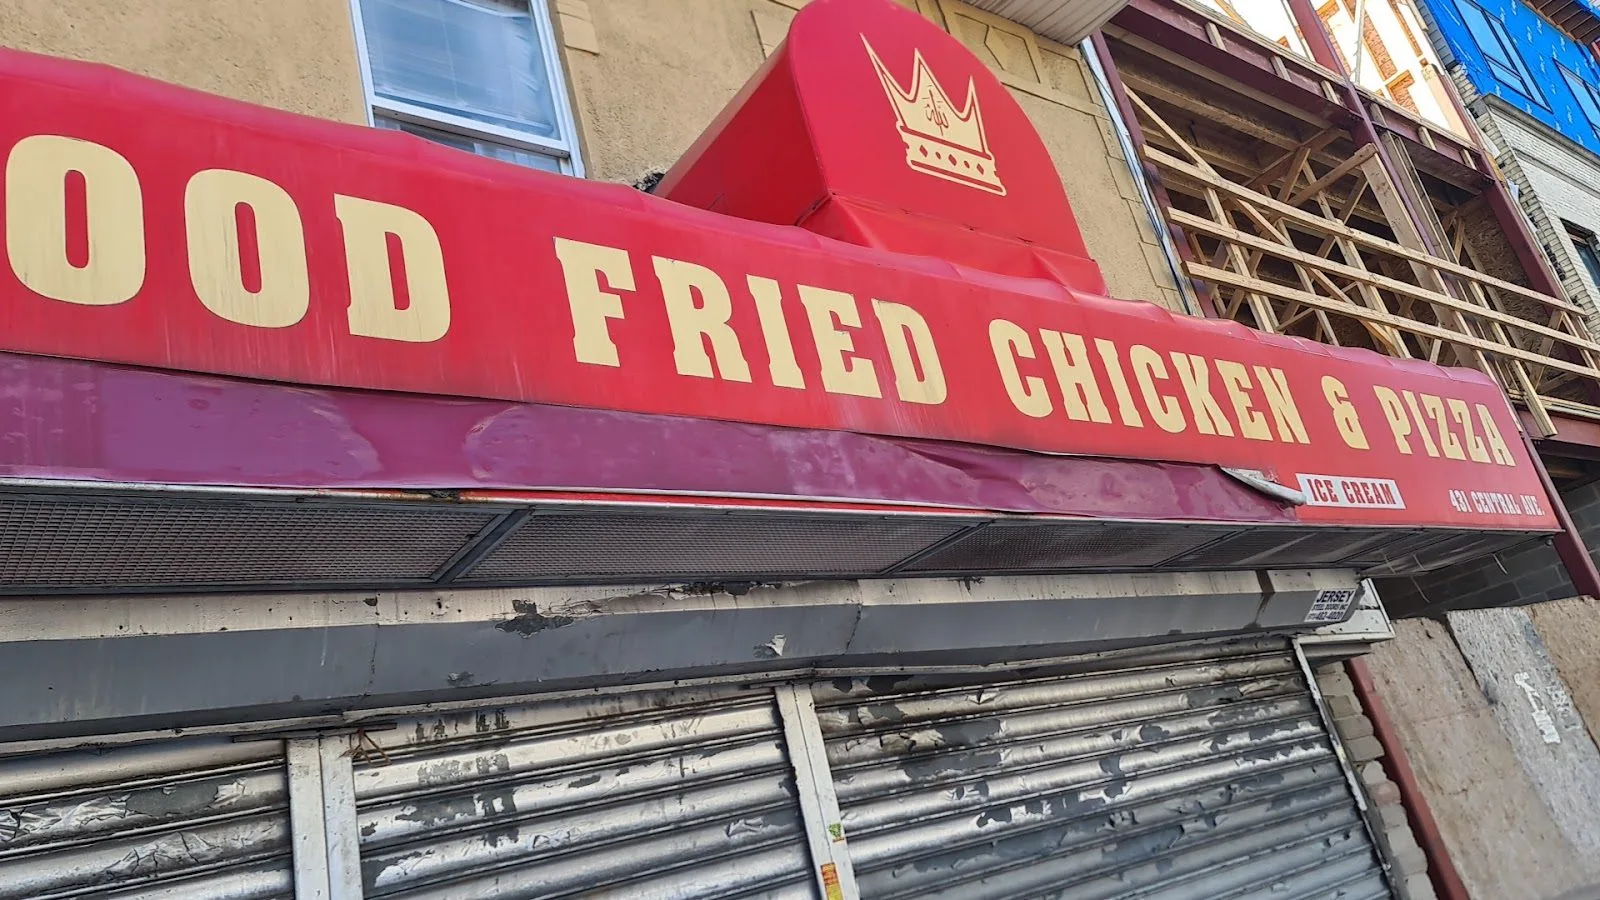 OOD FRIED CHICKEN & PIZZA
ICE CREAM
431 CENTRAL AVE.
JERSEY